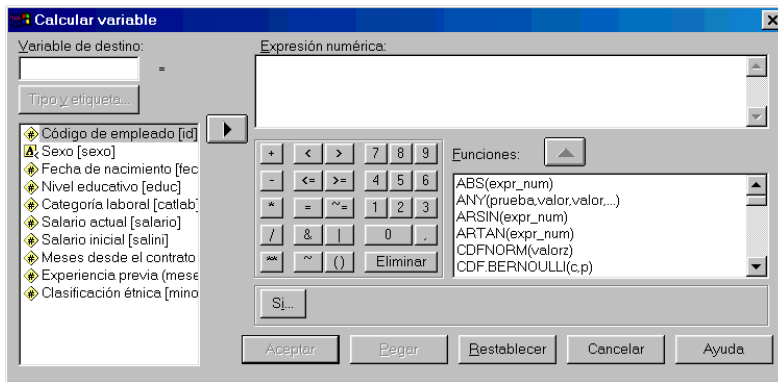 Calcular variable
Variable de destino:
=
Tipo y etiqueta...
Código de empleado [id]
Sexo [sexo]
Fecha de nacimiento [fec
Nivel educativo [educ]
Categoría laboral [catlab]
Salario actual [salario]
Salario inicial [salini]
Meses desde el contrato
Experiencia previa (mese
Clasificación étnica [mino
Expresión numérica:
+ < > 7 8 9
- <= >= 4 5 6
* = ~= 1 2 3
/ & | 0 ,
** ~ () Eliminar
Funciones:
ABS(expr_num)
ANY(prueba,valor,valor,...)
ARSIN(expr_num)
ARTAN(expr_num)
CDFNORM(valorz)
CDF.BERNOULLI(c,p)
Si...
Aceptar Pegar Restablecer Cancelar Ayuda